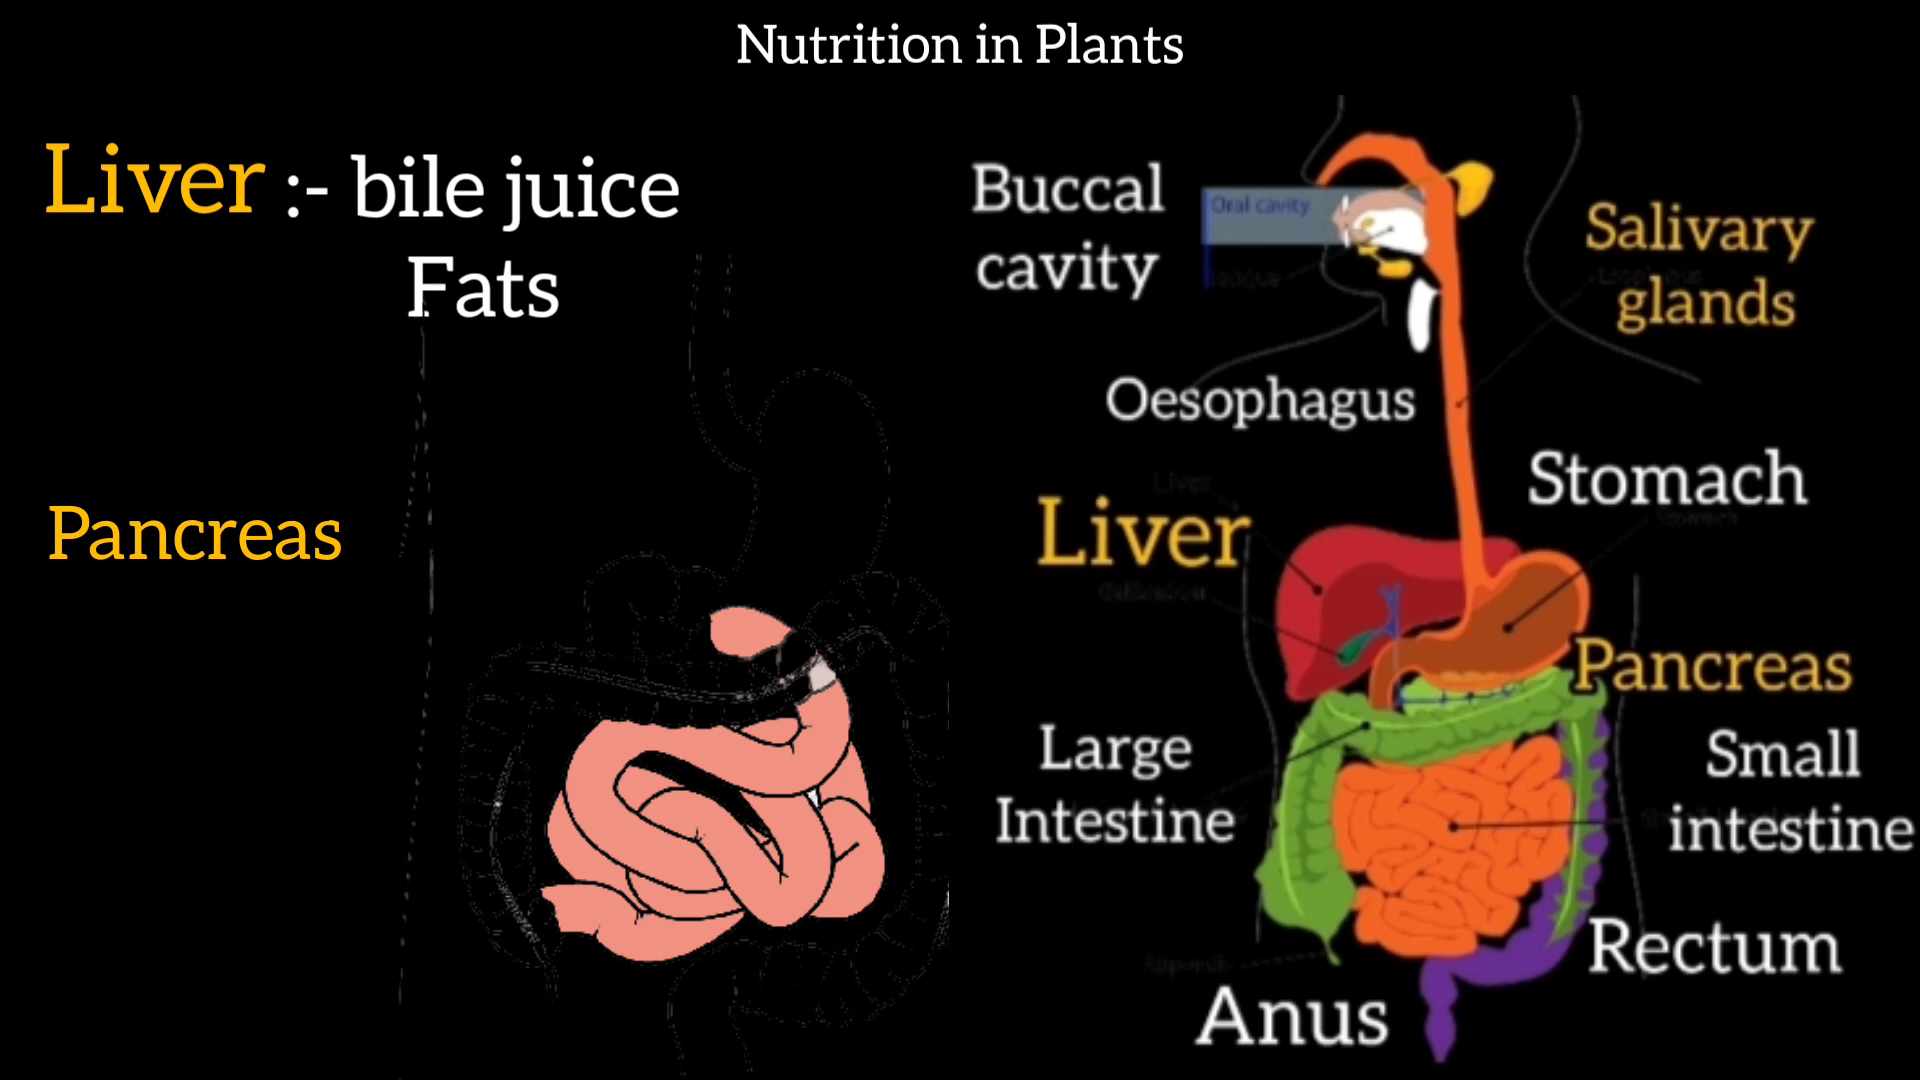 Nutrition in Plants
Liver :- bile juice
Fats
Pancreas
Buccal
cavity
Oral cavity
Salivary
glands
Oesophagus
Stomach
Liver
Liver
Pancreas
Large
Intestine
Small
intestine
Rectum
Anus